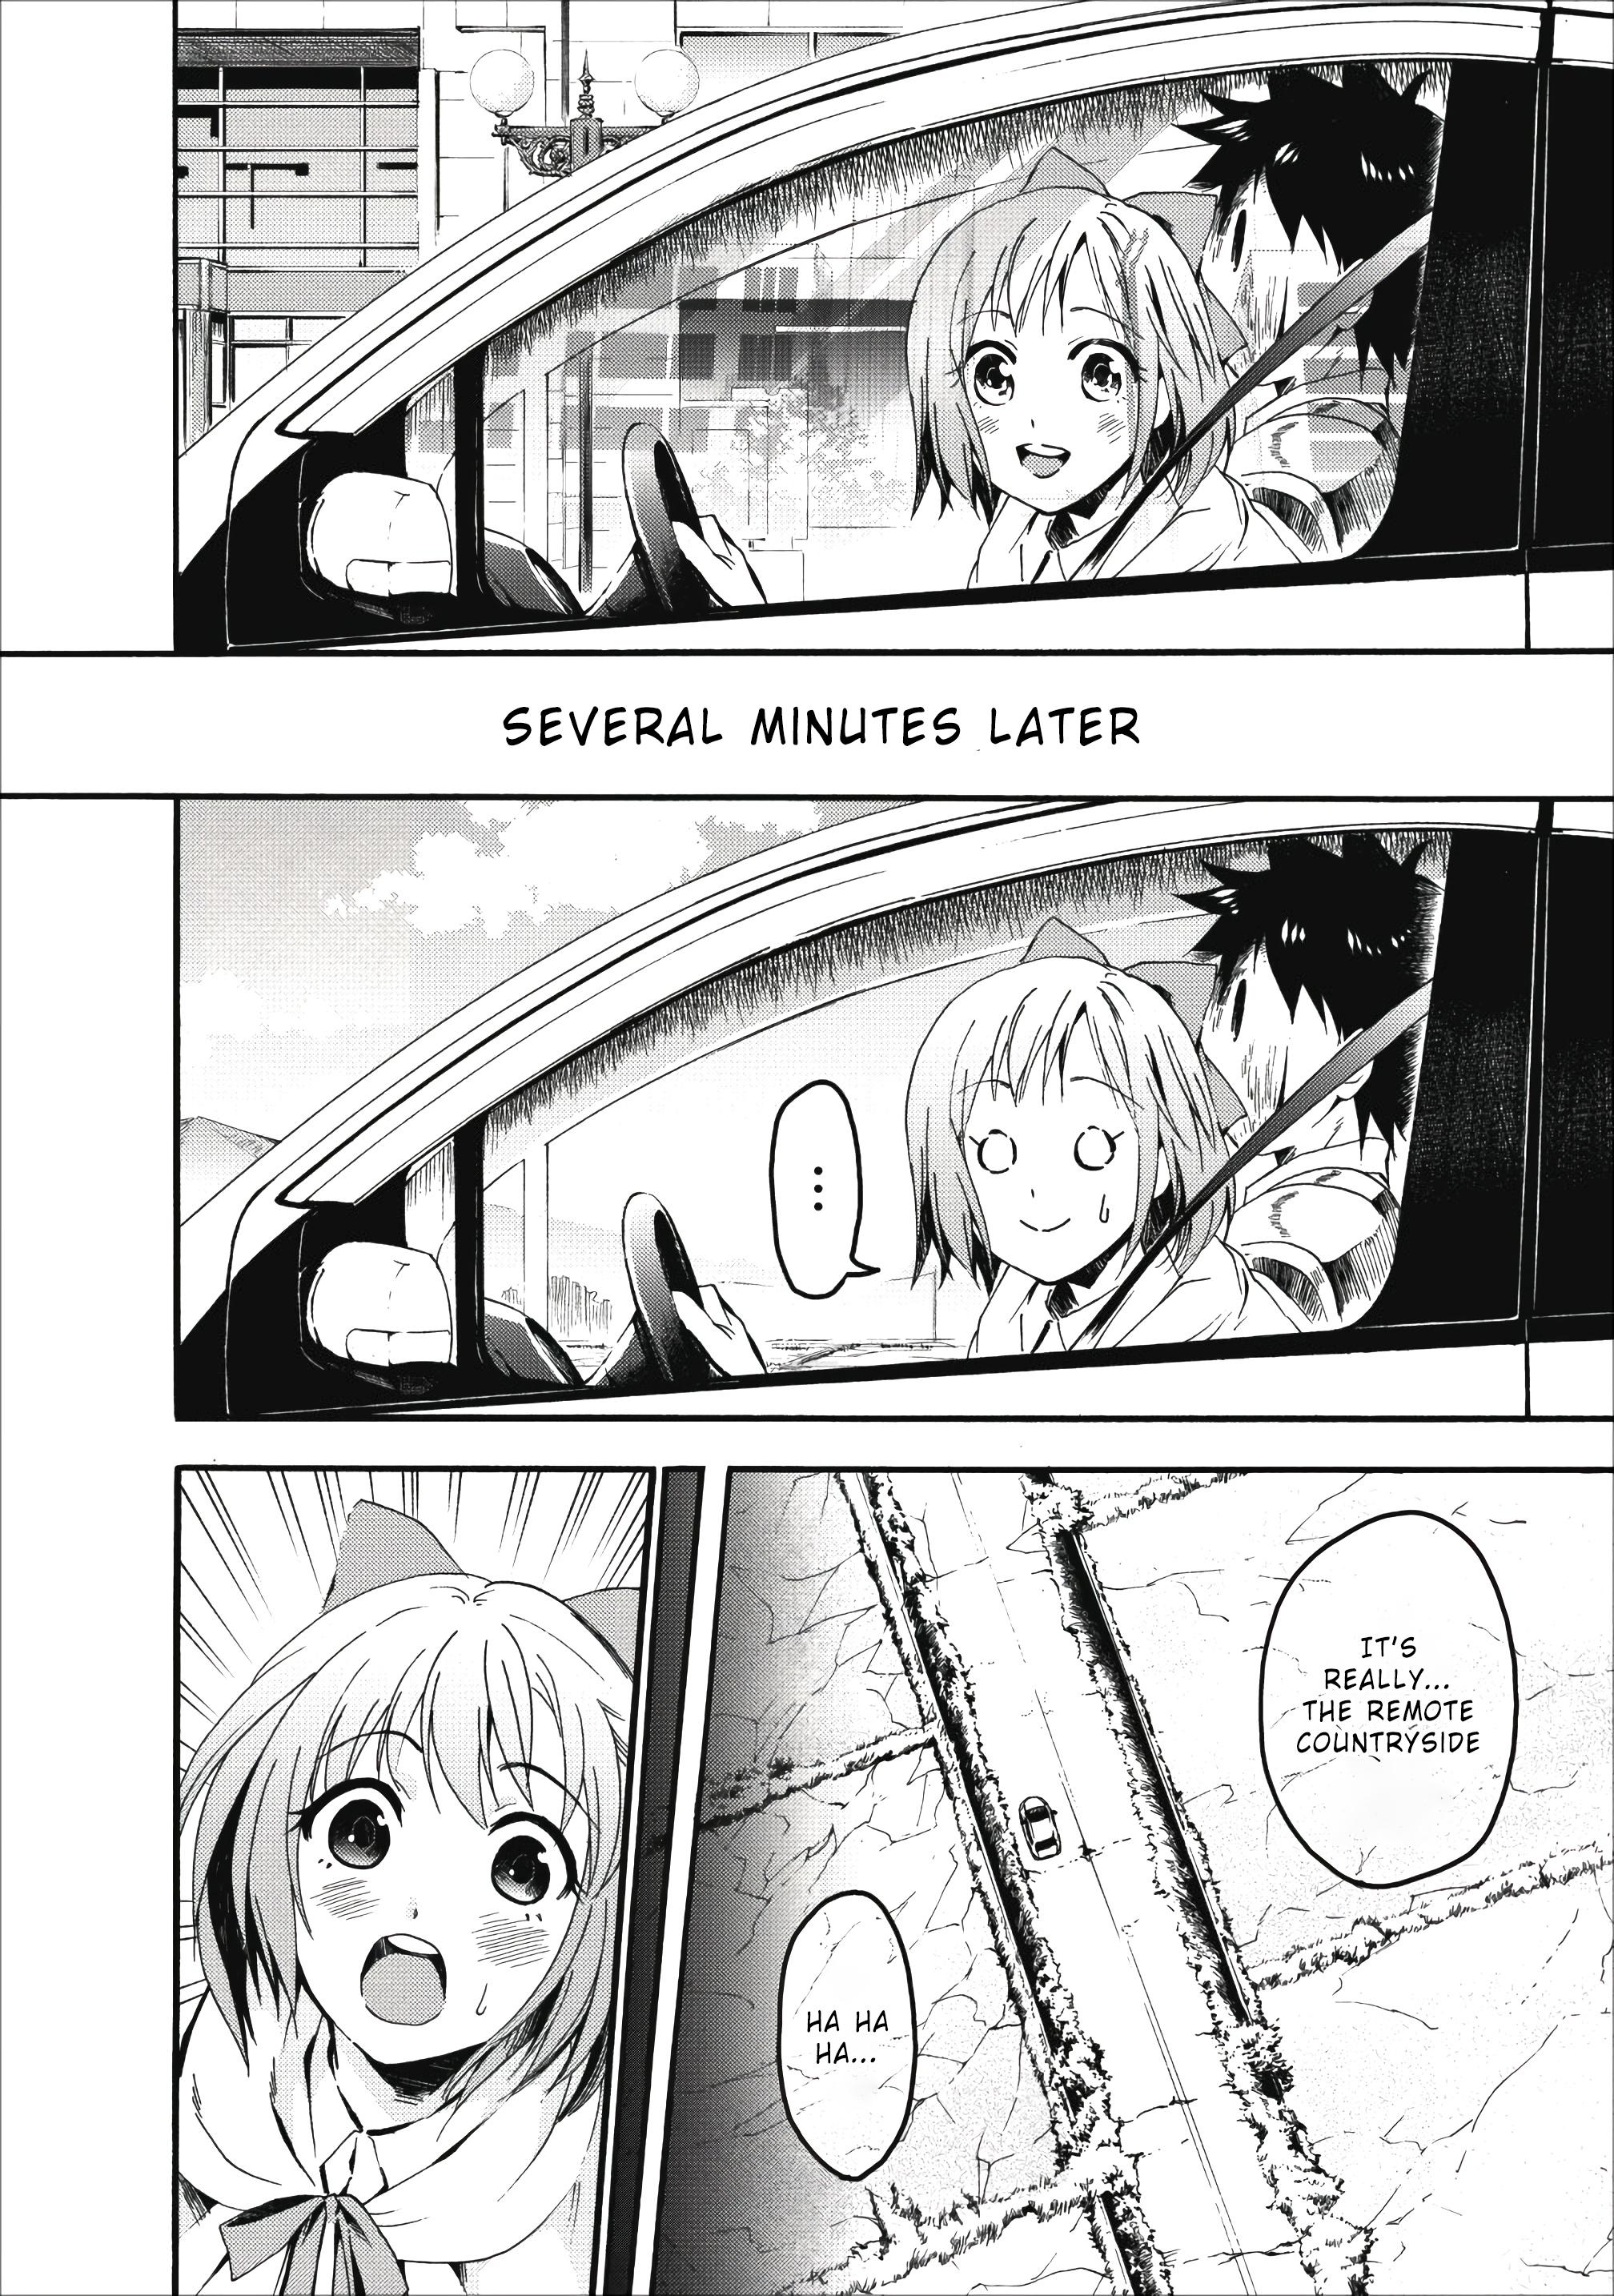 SEVERAL MINUTES LATER
...
IT'S
REALLY...
THE REMOTE
COUNTRYSIDE
HA HA
HA...